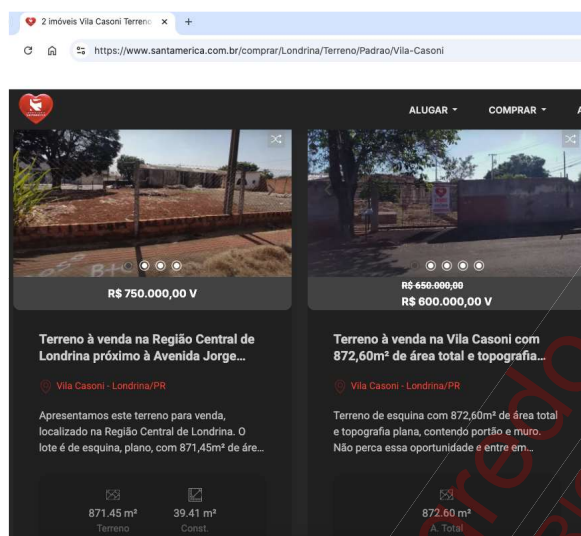 2 imóveis Vila Casoni Terreno
https://www.santamerica.com.br/comprar/Londrina/Terreno/Padrao/Vila-Casoni
ALUGAR
COMPRAR
R$ 750.000,00 V
Terreno à venda na Região Central de
Londrina próximo à Avenida Jorge...
Vila Casoni - Londrina/PR
Apresentamos este terreno para venda,
localizado na Região Central de Londrina. O
lote é de esquina, plano, com 871,45m² de áre...
871.45 m²
39.41 m²
Terreno
Const.
R$ 650.000,00
R$ 600.000,00 V
Terreno à venda na Vila Casoni com
872,60m² de área total e topografia...
Vila Casoni - Londrina/PR
Terreno de esquina com 872,60m² de área total
e topografia plana, contendo portão e muro.
Não perca essa oportunidade e entre em...
872.60 m²
A. Total